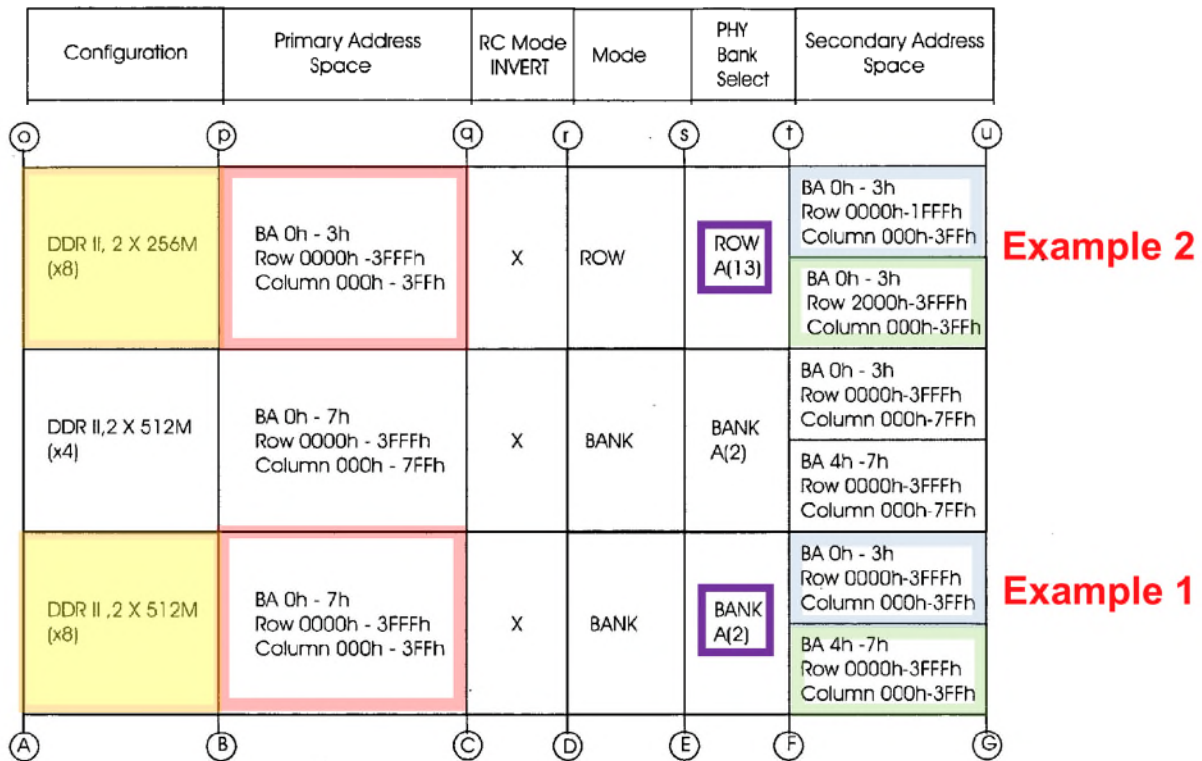 Configuration
Primary Address
Space
RC Mode
INVERT
Mode
PHY
Bank
Select
Secondary Address
Space
o
p
q
r
s
t
u
DDR II, 2 X 256M
(x8)
BA 0h - 3h
Row 0000h -3FFFh
Column 000h - 3FFh
X
ROW
ROW
A(13)
BA 0h - 3h
Row 0000h-1FFFh
Column 000h-3FFh
BA 0h - 3h
Row 2000h-3FFFh
Column 000h-3FFh
Example 2
DDR II,2 X 512M
(x4)
BA 0h - 7h
Row 0000h - 3FFFh
Column 000h - 7FFh
X
BANK
BANK
A(2)
BA 0h - 3h
Row 0000h-3FFFh
Column 000h-7FFh
BA 4h -7h
Row 0000h-3FFFh
Column 000h-7FFh
DDR II ,2 X 512M
(x8)
BA 0h - 7h
Row 0000h - 3FFFh
Column 000h - 3FFh
X
BANK
BANK
A(2)
BA 0h - 3h
Row 0000h-3FFFh
Column 000h-3FFh
BA 4h -7h
Row 0000h-3FFFh
Column 000h-3FFh
Example 1
A
B
C
D
E
F
G